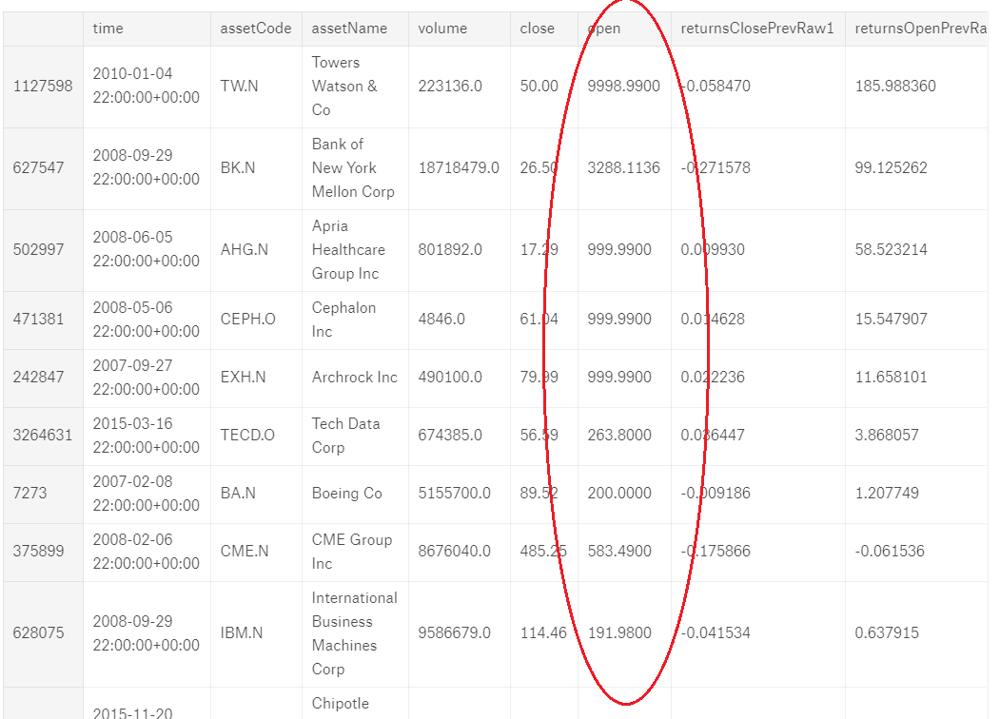 time assetCode assetName volume close open returnsClosePrevRaw1 returnsOpenPrevRa
1127598 2010-01-04 22:00:00+00:00 TW.N Towers Watson & Co 223136.0 50.00 9998.9900 -0.058470 185.988360
627547 2008-09-29 22:00:00+00:00 BK.N Bank of New York Mellon Corp 18718479.0 26.50 3288.1136 -0.271578 99.125262
502997 2008-06-05 22:00:00+00:00 AHG.N Apria Healthcare Group Inc 801892.0 17.29 999.9900 0.009930 58.523214
471381 2008-05-06 22:00:00+00:00 CEPH.O Cephalon Inc 4846.0 61.04 999.9900 0.014628 15.547907
242847 2007-09-27 22:00:00+00:00 EXH.N Archrock Inc 490100.0 79.99 999.9900 0.022236 11.658101
3264631 2015-03-16 22:00:00+00:00 TECD.O Tech Data Corp 674385.0 56.59 263.8000 0.036447 3.868057
7273 2007-02-08 22:00:00+00:00 BA.N Boeing Co 5155700.0 89.52 200.0000 -0.009186 1.207749
375899 2008-02-06 22:00:00+00:00 CME.N CME Group Inc 8676040.0 485.25 583.4900 -0.175866 -0.061536
628075 2008-09-29 22:00:00+00:00 IBM.N International Business Machines Corp 9586679.0 114.46 191.9800 -0.041534 0.637915
2015-11-20 Chipotle